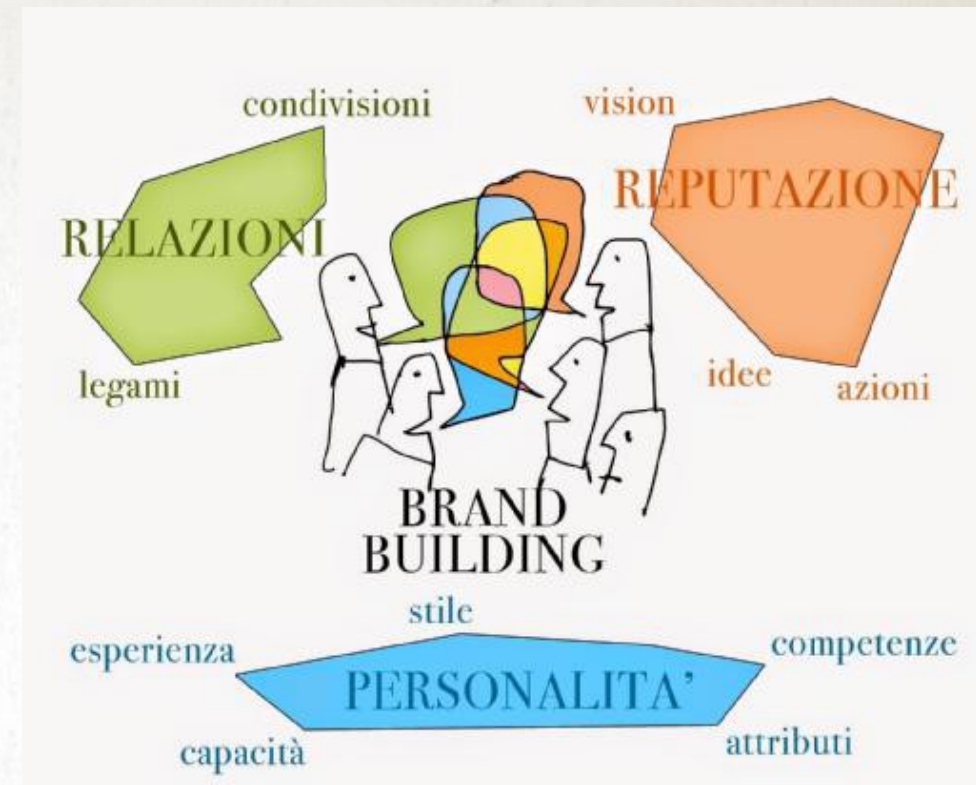 condivisioni
RELAZIONI
legami
vision
REPUTAZIONE
idee
azioni
BRAND
BUILDING
stile
esperienza
competenze
PERSONALITA’
capacità
attributi